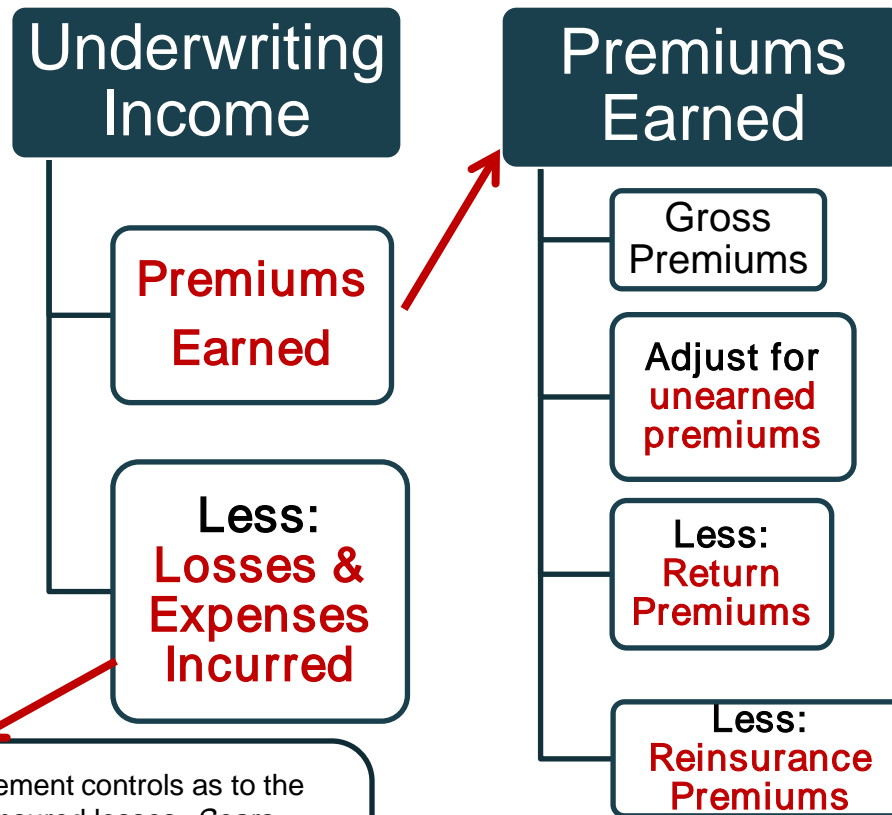 Underwriting
Income
Premiums
Earned
Less:
Losses &
Expenses
Incurred
ement controls as to the
Premiums
Earned
Gross
Premiums
Adjust for
unearned
premiums
Less:
Return
Premiums
Less:
Reinsurance
Premiums